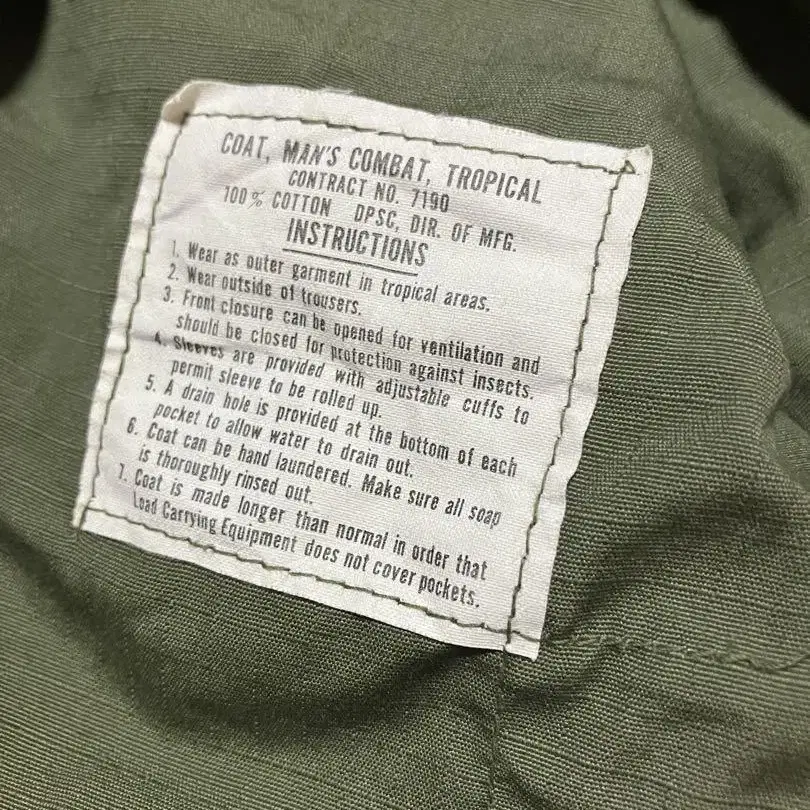 COAT, MAN'S COMBAT, TROPICAL
CONTRACT NO. 7190
100% COTTON DPSC, DIR. OF MFG.
INSTRUCTIONS
1. Wear as outer garment in tropical areas.
2. Wear outside of trousers.
3. Front closure can be opened for ventilation and
should be closed for protection against insects.
4. Sleeves are provided with adjustable cuffs to
permit sleeve to be rolled up.
5. A drain hole is provided at the bottom of each
pocket to allow water to drain out.
6. Coat can be hand laundered. Make sure all soap
is thoroughly rinsed out.
7. Coat is made longer than normal in order that
Load Carrying Equipment does not cover pockets.